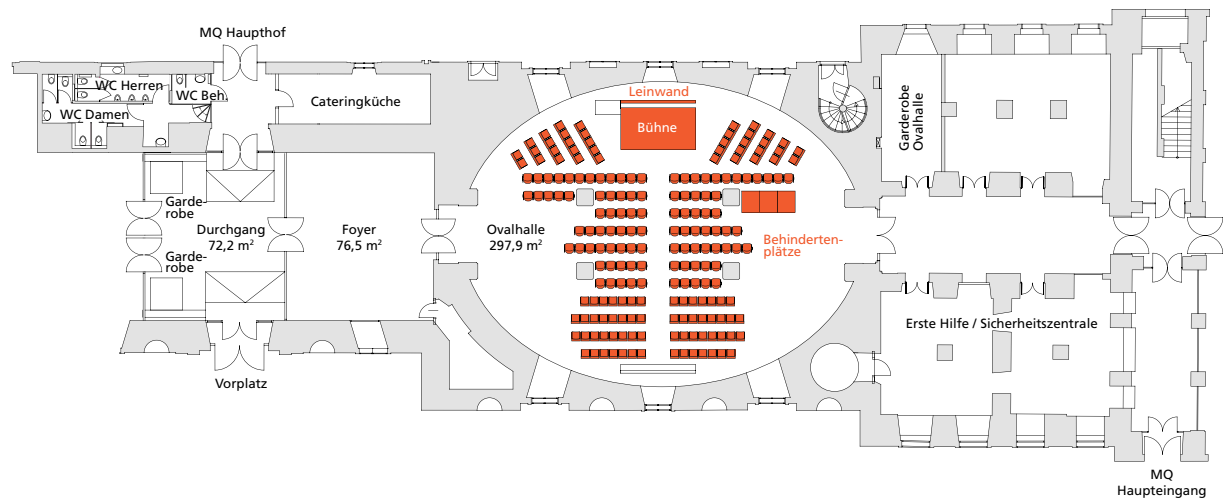 MQ Haupthof
WC Herren
WC Beh.
WC Damen
Cateringküche
Leinwand
Bühne
Garderobe
Ovalhalle
Garde-
robe
Durchgang
72,2 m²
Foyer
76,5 m²
Ovalhalle
297,9 m²
Behinderten-
plätze
Garde-
robe
Erste Hilfe / Sicherheitszentrale
Vorplatz
MQ
Haupteingang